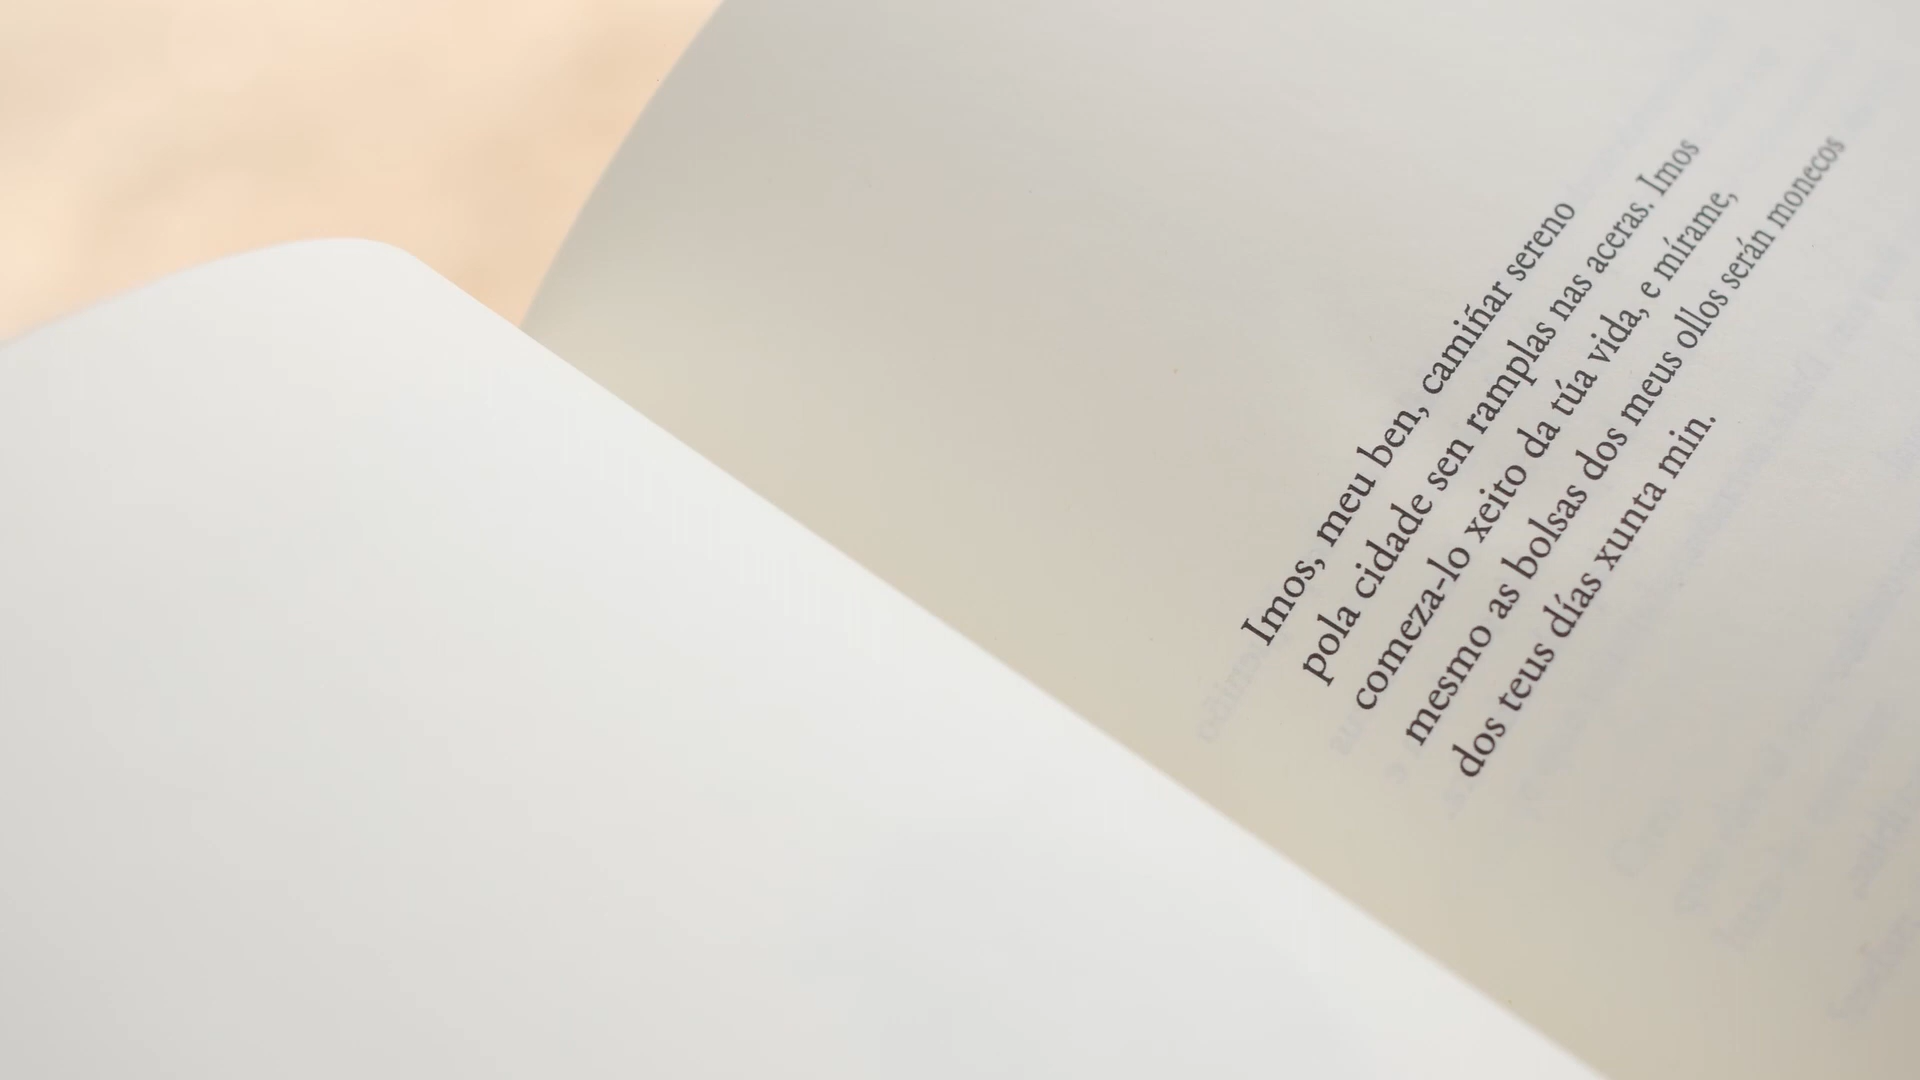 Imos, meu ben, camiñar sereno
pola cidade sen ramplas nas aceras. Imos
comeza-lo xeito da túa vida, e mírame,
mesmo as bolsas dos meus ollos serán monecos
dos teus días xunta min.